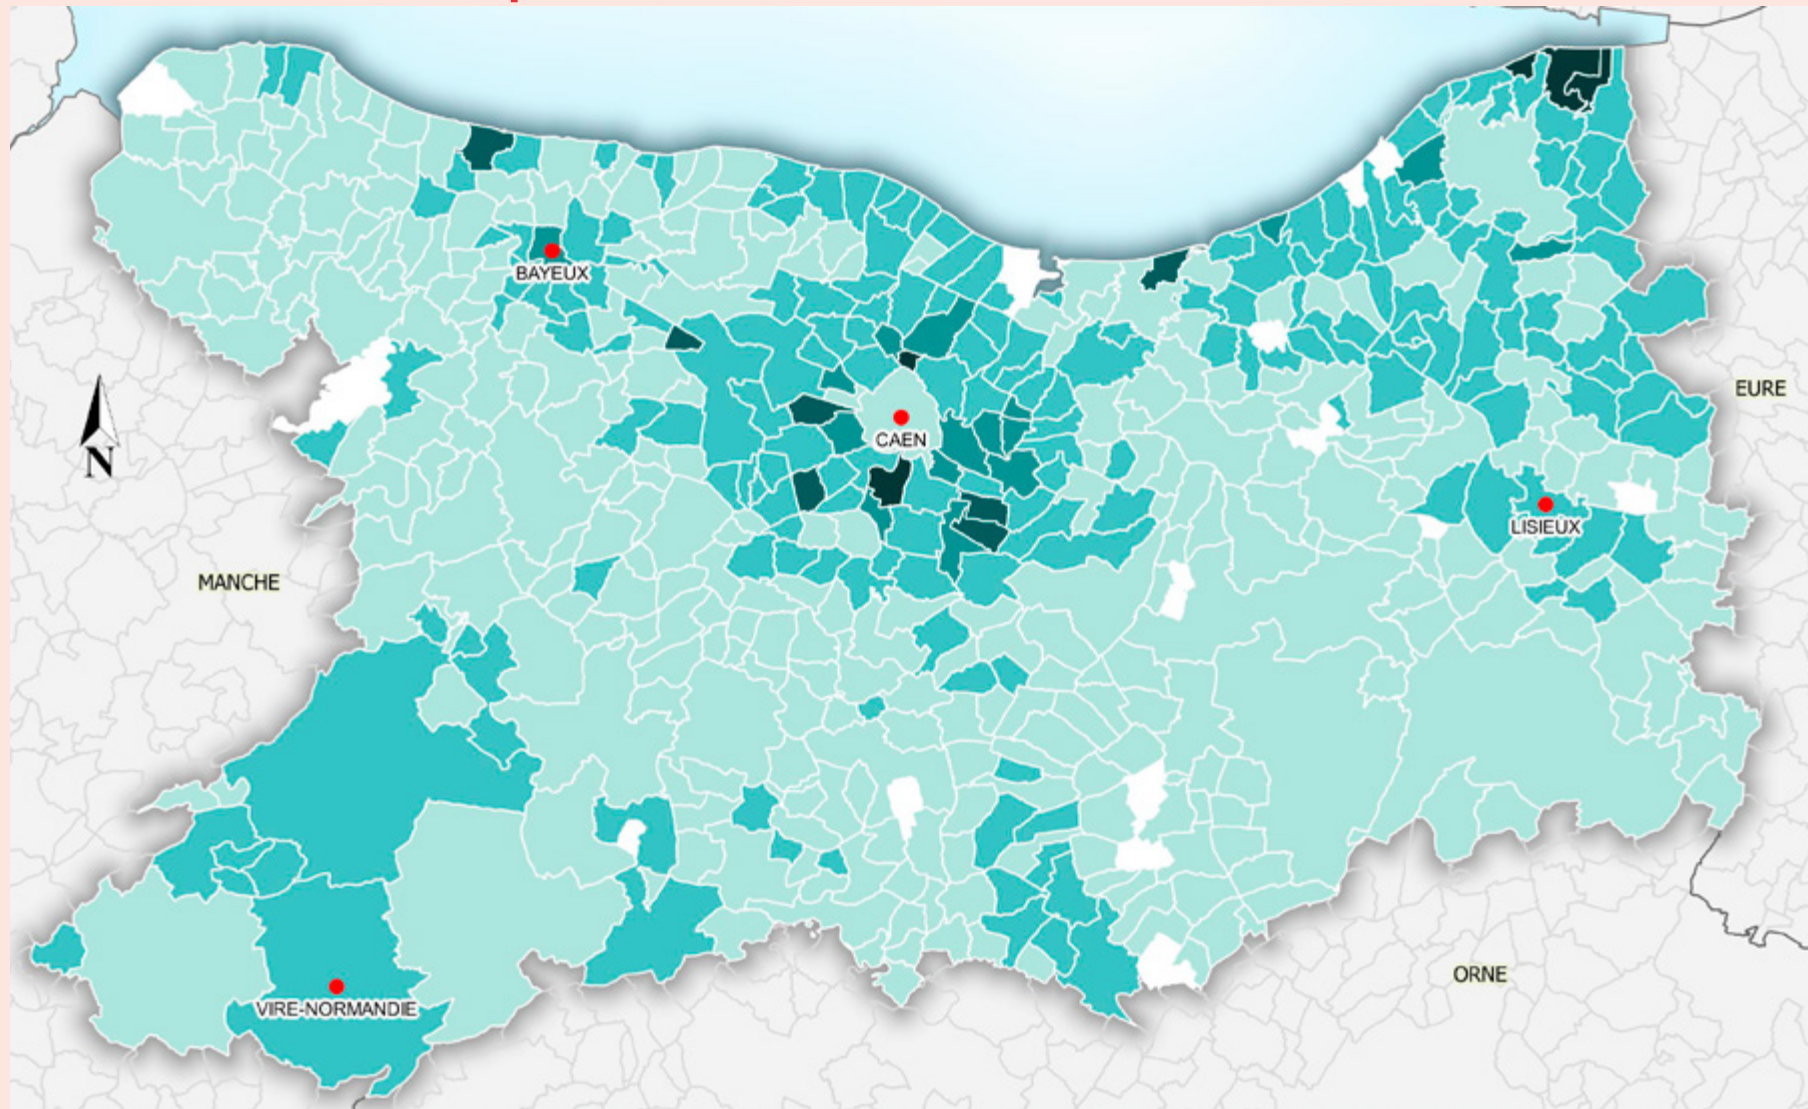 BAYEUX
EURE
CAEN
N
LISIEUX
MANCHE
ORNE
VIRE-NORMANDIE